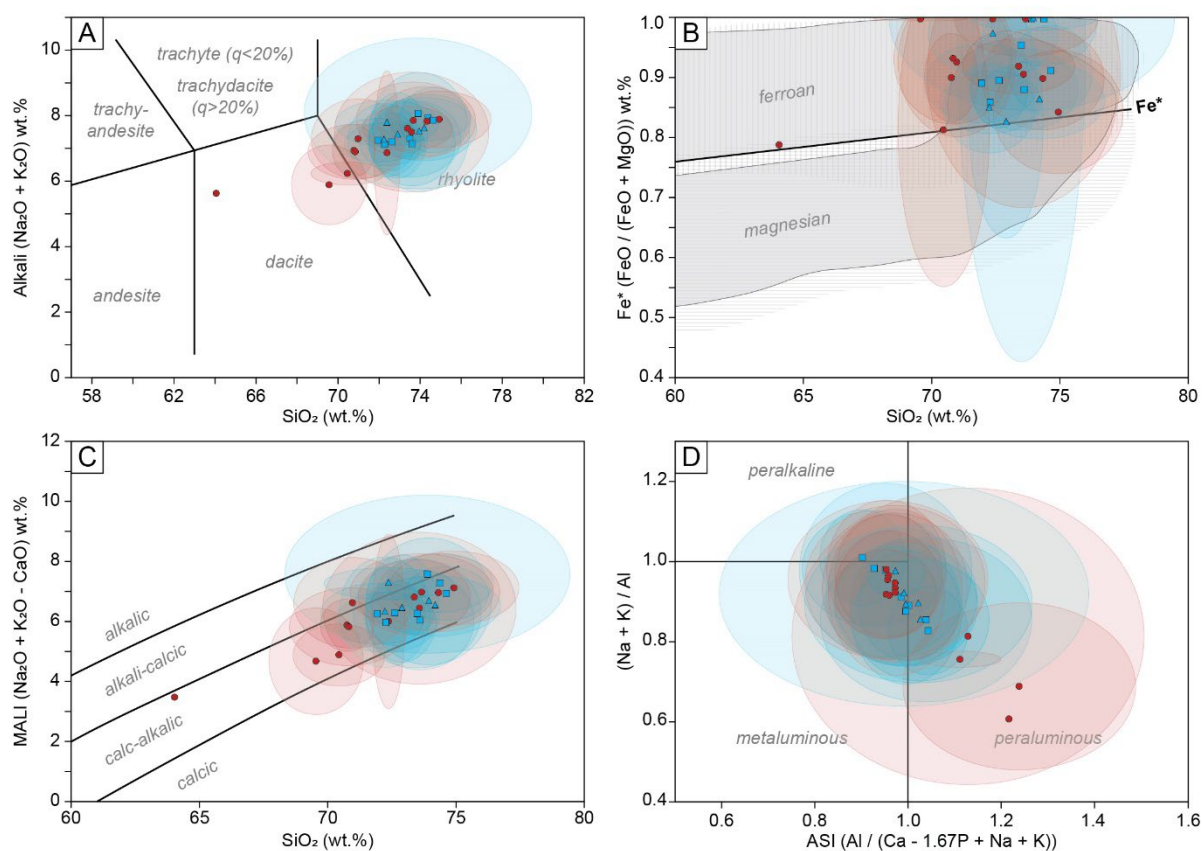 A
trachyte (q<20%)
trachydacite
(q>20%)
trachy-
andesite
rhyolite
dacite
andesite
Alkali (Na₂O + K₂O) wt.%
10
8
6
4
2
0
58
62
66
70
74
78
82
SiO₂ (wt.%)
B
ferroan
Fe*
magnesian
Fe* (FeO / (FeO + MgO)) wt.%
1.0
0.9
0.8
0.7
0.6
0.5
0.4
60
65
70
75
80
SiO₂ (wt.%)
C
alkalic
alkali-calcic
calc-alkalic
calcic
MALI (Na₂O + K₂O - CaO) wt.%
12
10
8
6
4
2
0
60
65
70
75
80
SiO₂ (wt.%)
D
peralkaline
metaluminous
peraluminous
(Na + K) / Al
1.2
1.0
0.8
0.6
0.4
0.6
0.8
1.0
1.2
1.4
1.6
ASI (Al / (Ca - 1.67P + Na + K))